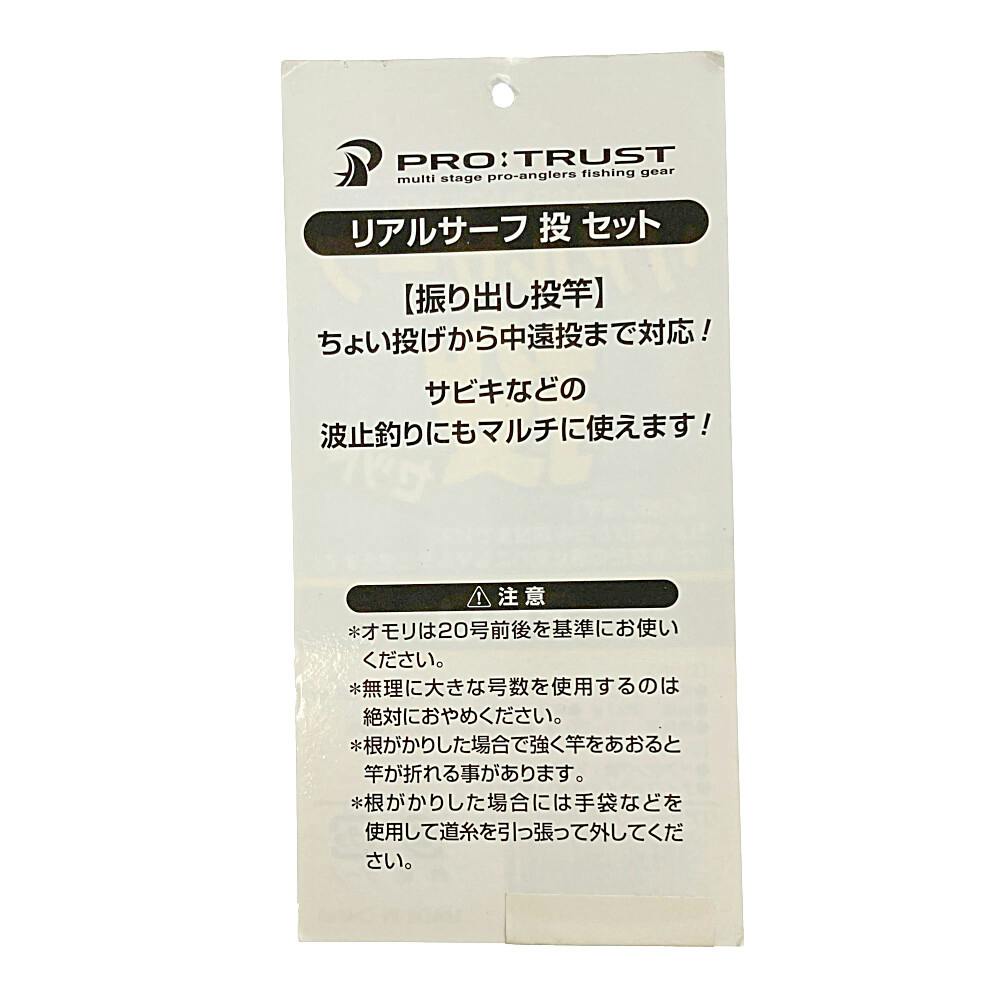 PRO:TRUST
multi stage pro-anglers fishing gear
リアルサーフ 投 セット
【振り出し投竿】
ちょい投げから中遠投まで対応！
サビキなどの
波止釣りにもマルチに使えます！
⚠ 注意
*オモリは20号前後を基準にお使い
ください。
*無理に大きな号数を使用するのは
絶対におやめください。
*根がかりした場合で強く竿をあおると
竿が折れる事があります。
*根がかりした場合には手袋などを
使用して道糸を引っ張って外してくだ
さい。